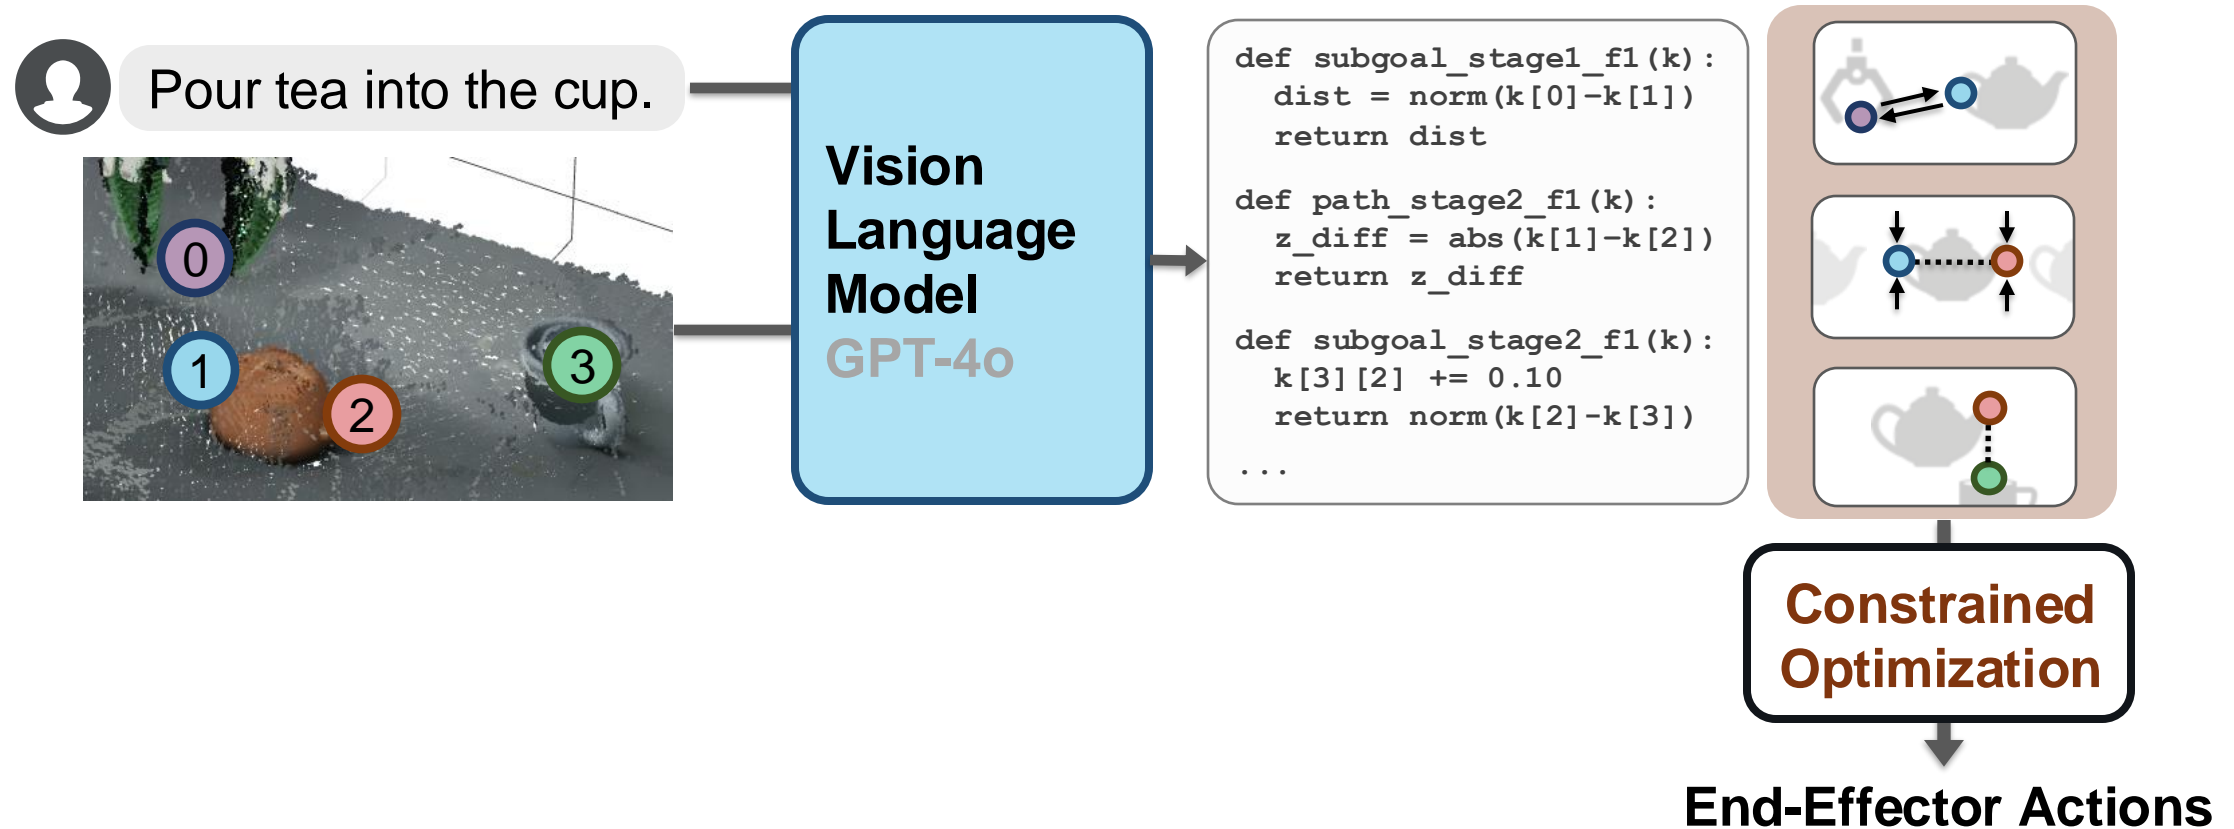 Pour tea into the cup.
0
1
2
3
Vision
Language
Model
GPT-4o
def subgoal_stage1_f1(k):
  dist = norm(k[0]-k[1])
  return dist
def path_stage2_f1(k):
  z_diff = abs(k[1]-k[2])
  return z_diff
def subgoal_stage2_f1(k):
  k[3][2] += 0.10
  return norm(k[2]-k[3])
...
Constrained
Optimization
End-Effector Actions